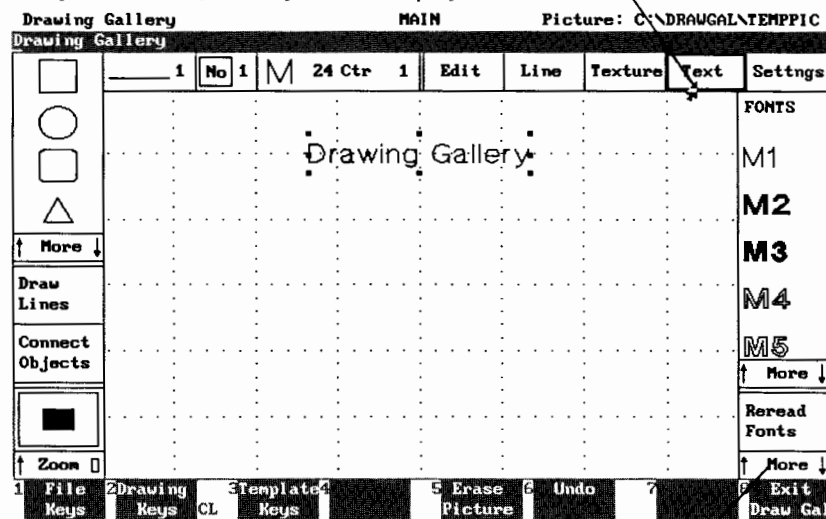 Drawing Gallery MAIN Picture: C:\DRAWGAL\TEMPPIC
Drawing Gallery
1 No 1 M 24 Ctr 1 Edit Line Texture Text Settngs
FONTS
Drawing Gallery
M1
M2
M3
M4
M5
↑ More ↓
Draw
Lines
Connect
Objects
↑ More ↓
Reread
Fonts
↑ Zoom
↑ More ↓
1 File Keys
2 Drawing Keys
CL
3 Template Keys
4
5 Erase Picture
6 Undo
7
8 Exit Draw Gal